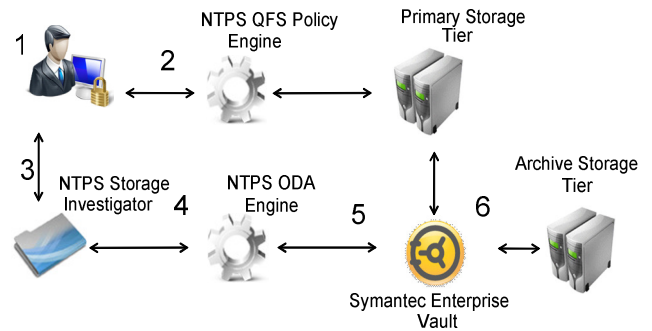 1
2
NTPS QFS Policy
Engine
Primary Storage
Tier
3
NTPS Storage
Investigator
4
NTPS ODA
Engine
5
6
Archive Storage
Tier
Symantec Enterprise
Vault